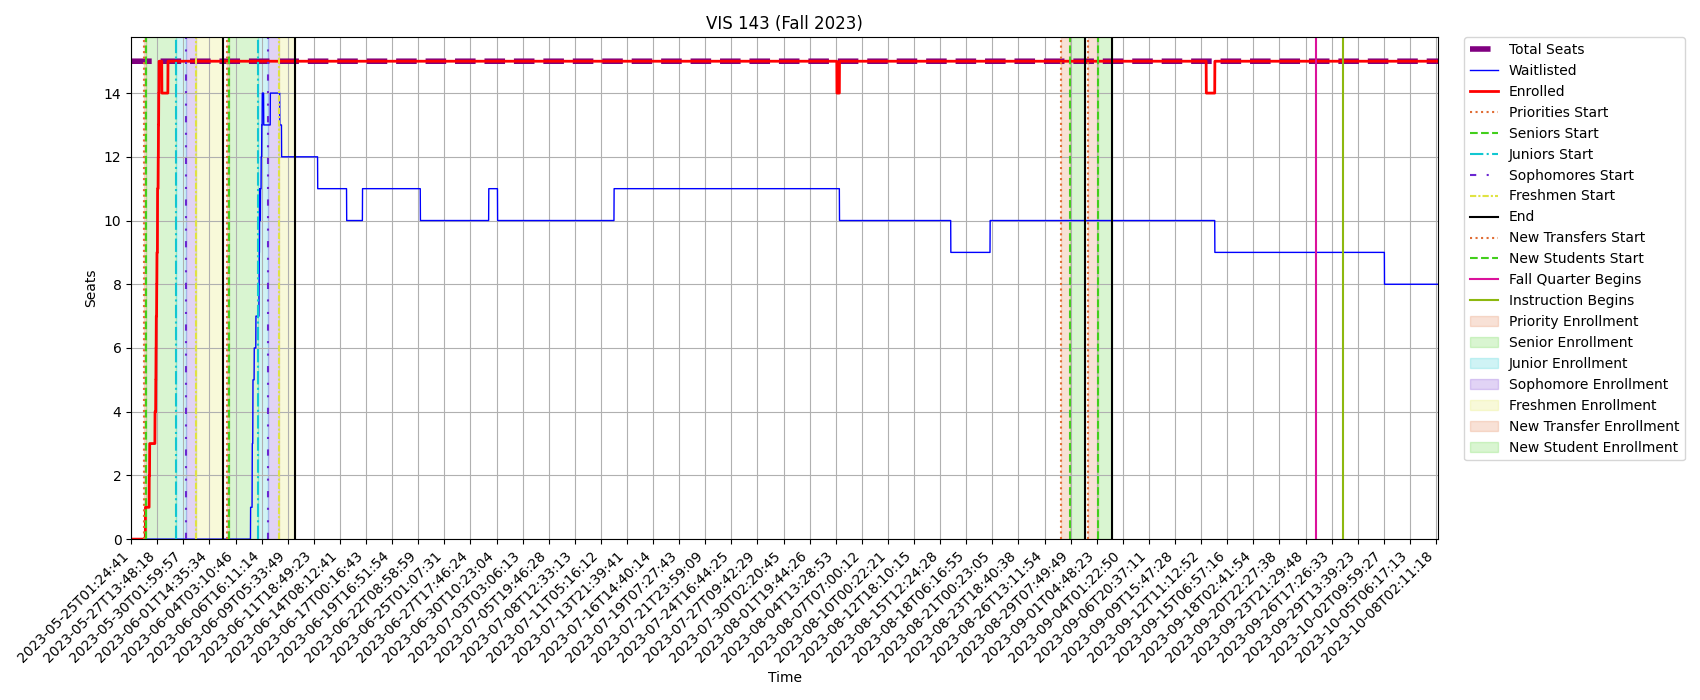 VIS 143 (Fall 2023)
Seats
14
12
10
8
6
4
2
0
2023-05-25T01:24:41
2023-05-27T13:48:18
2023-05-30T01:59:57
2023-06-01T14:35:34
2023-06-04T03:10:46
2023-06-06T16:11:14
2023-06-09T05:33:49
2023-06-11T18:49:23
2023-06-14T08:12:41
2023-06-17T00:16:43
2023-06-19T16:51:54
2023-06-22T08:58:59
2023-06-25T01:07:31
2023-06-27T17:46:24
2023-06-30T10:23:04
2023-07-03T03:06:13
2023-07-05T19:46:28
2023-07-08T12:33:13
2023-07-11T05:16:12
2023-07-13T21:39:41
2023-07-16T14:40:14
2023-07-19T07:27:43
2023-07-21T23:59:09
2023-07-24T16:44:25
2023-07-27T09:42:29
2023-07-30T02:20:45
2023-08-01T19:44:26
2023-08-04T13:28:53
2023-08-07T07:00:12
2023-08-10T00:22:21
2023-08-12T18:10:15
2023-08-15T12:24:28
2023-08-18T06:16:55
2023-08-21T00:23:05
2023-08-23T18:40:38
2023-08-26T13:11:54
2023-08-29T07:49:49
2023-09-01T04:48:23
2023-09-04T01:22:50
2023-09-06T20:37:11
2023-09-09T15:47:28
2023-09-12T11:12:52
2023-09-15T06:57:16
2023-09-18T02:41:54
2023-09-20T22:27:38
2023-09-23T21:29:48
2023-09-26T17:26:33
2023-09-29T13:39:23
2023-10-02T09:59:27
2023-10-05T06:17:13
2023-10-08T02:11:18
Time
Total Seats
Waitlisted
Enrolled
Priorities Start
Seniors Start
Juniors Start
Sophomores Start
Freshmen Start
End
New Transfers Start
New Students Start
Fall Quarter Begins
Instruction Begins
Priority Enrollment
Senior Enrollment
Junior Enrollment
Sophomore Enrollment
Freshmen Enrollment
New Transfer Enrollment
New Student Enrollment